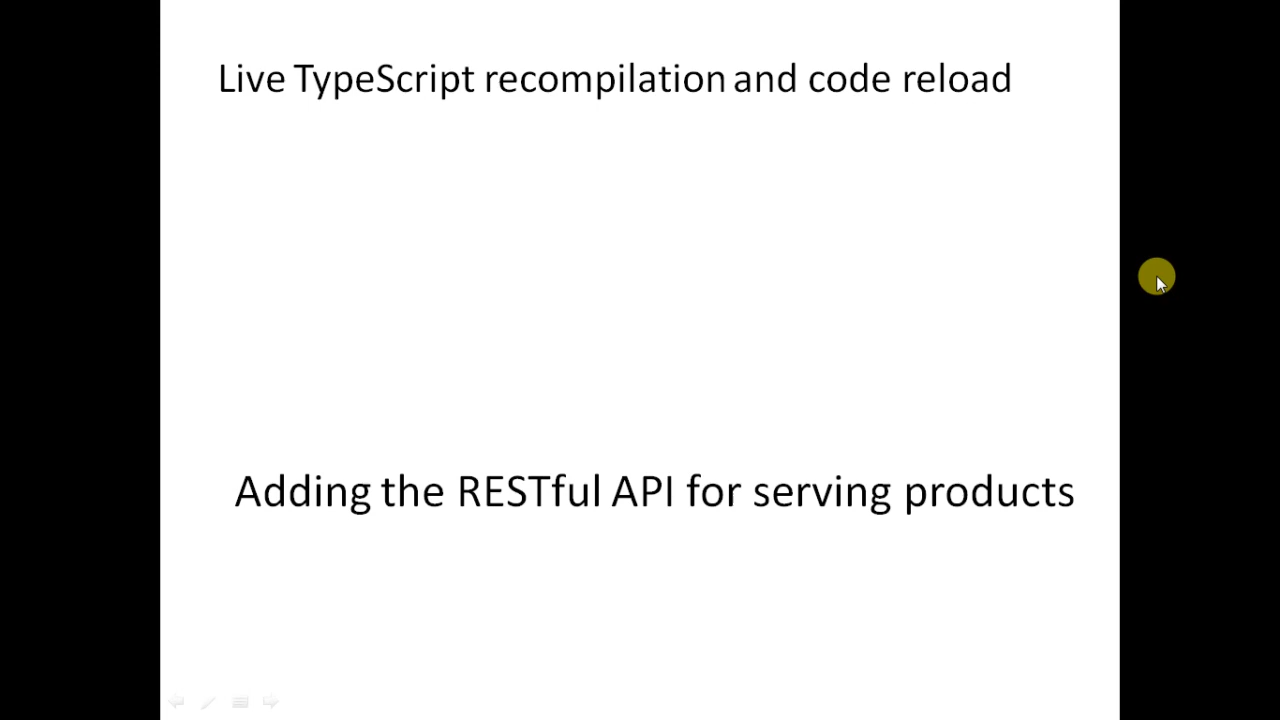 Live TypeScript recompilation and code reload
Adding the RESTful API for serving products